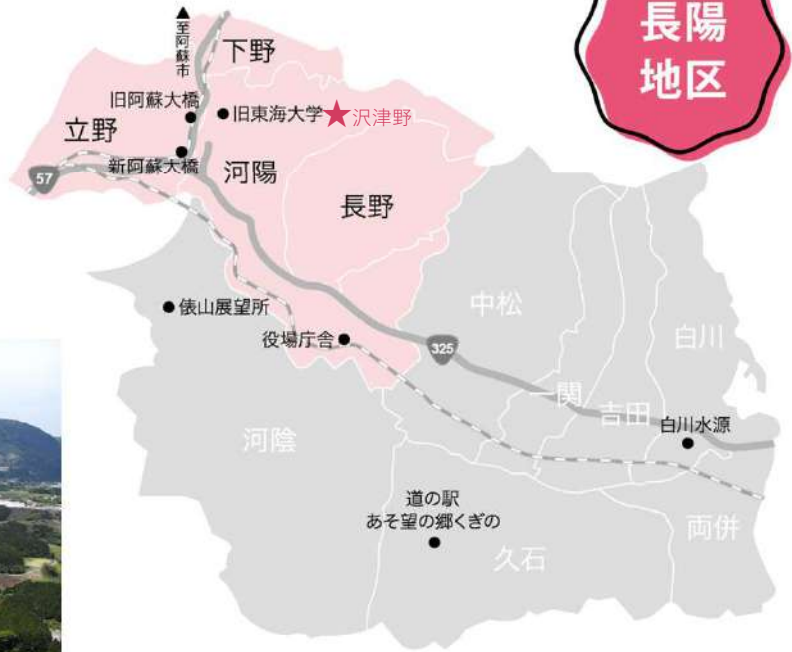 長陽
地区
至阿蘇市
下野
旧阿蘇大橋
旧東海大学
沢津野
立野
新阿蘇大橋
河陽
57
長野
中松
俵山展望所
役場庁舎
325
白川
一関
吉田
白川水源
河陰
道の駅
あそ望の郷くぎの
両併
久石